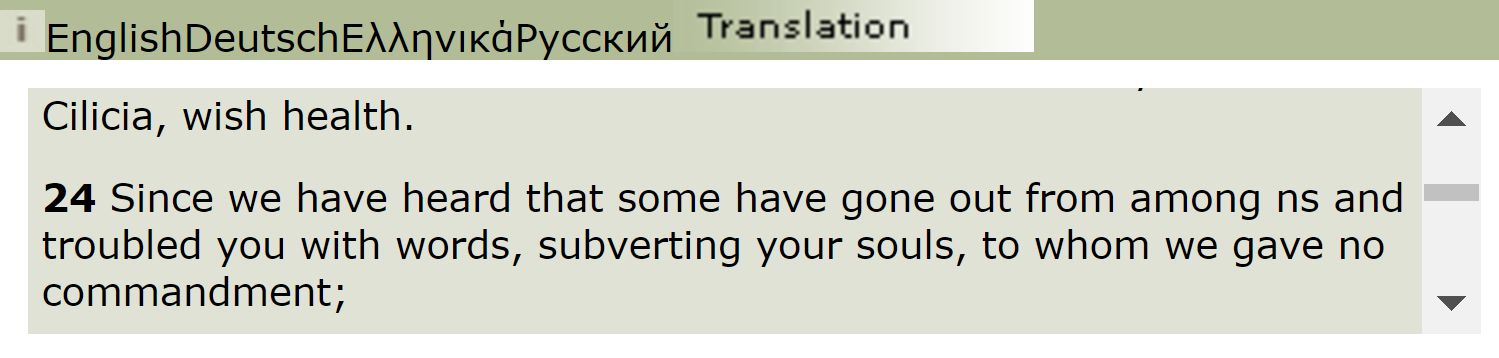 i EnglishDeutschΕλληνικάРусский Translation
Cilicia, wish health.
24 Since we have heard that some have gone out from among ns and
troubled you with words, subverting your souls, to whom we gave no
commandment;